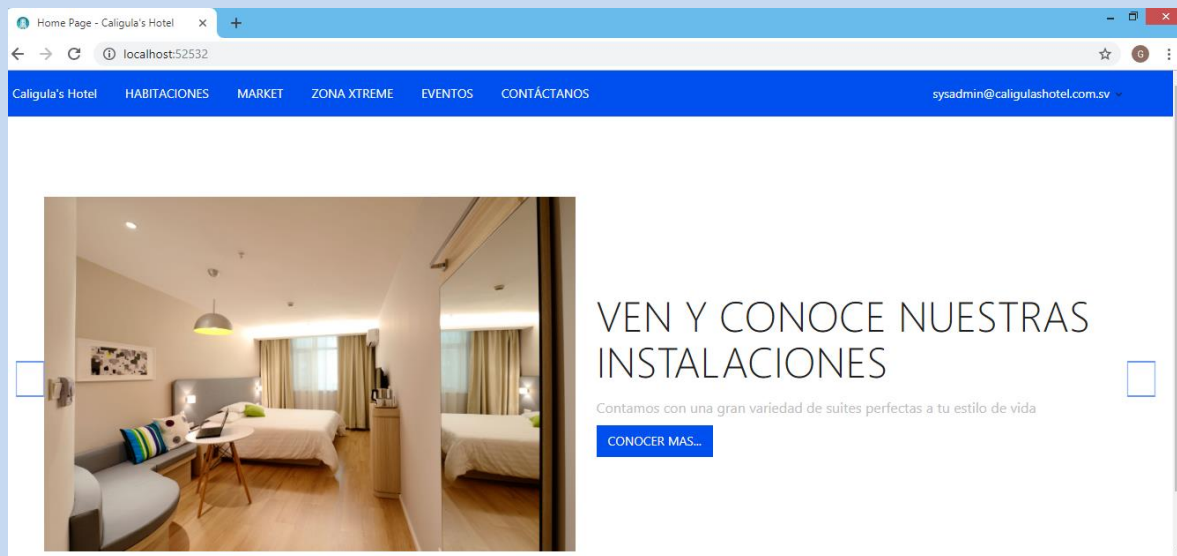 Home Page - Caligula's Hotel
localhost:52532
G
Caligula's Hotel HABITACIONES MARKET ZONA XTREME EVENTOS CONTÁCTANOS sysadmin@caligulashotel.com.sv
VEN Y CONOCE NUESTRAS
INSTALACIONES
Contamos con una gran variedad de suites perfectas a tu estilo de vida
CONOCER MAS...